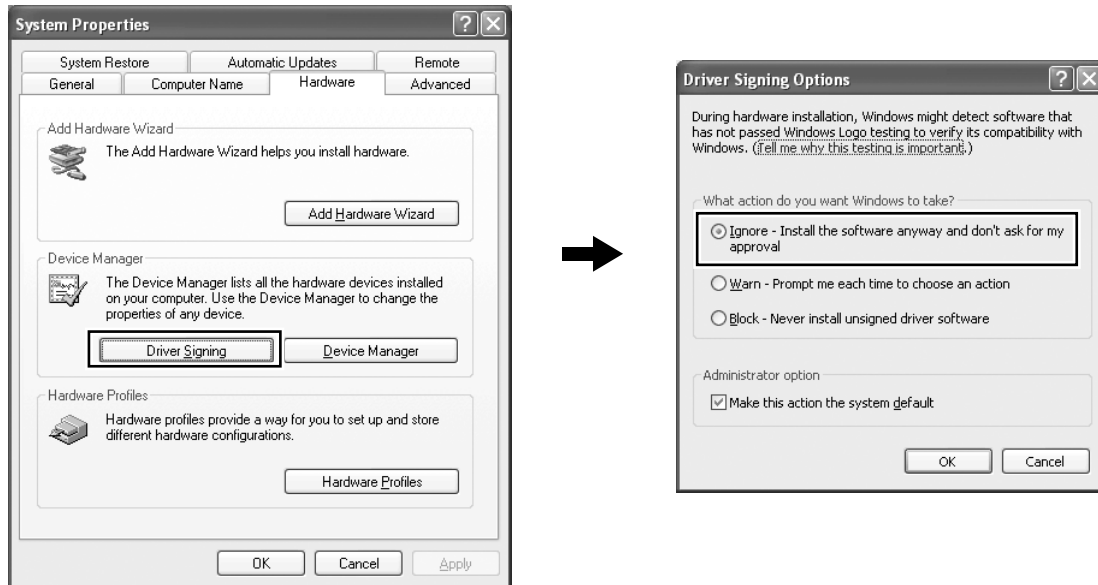 System Properties
System Restore
Automatic Updates
Remote
General
Computer Name
Hardware
Advanced
Add Hardware Wizard
The Add Hardware Wizard helps you install hardware.
Add Hardware Wizard
Device Manager
The Device Manager lists all the hardware devices installed
on your computer. Use the Device Manager to change the
properties of any device.
Driver Signing
Device Manager
Hardware Profiles
Hardware profiles provide a way for you to set up and store
different hardware configurations.
Hardware Profiles
OK
Cancel
Apply
Driver Signing Options
During hardware installation, Windows might detect software that
has not passed Windows Logo testing to verify its compatibility with
Windows. (Tell me why this testing is important.)
What action do you want Windows to take?
Ignore - Install the software anyway and don't ask for my
approval
Warn - Prompt me each time to choose an action
Block - Never install unsigned driver software
Administrator option
Make this action the system default
OK
Cancel